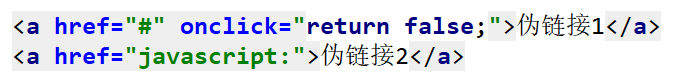 <a href="#" onclick="return false;">伪链接1</a>
<a href="javascript:">伪链接2</a>